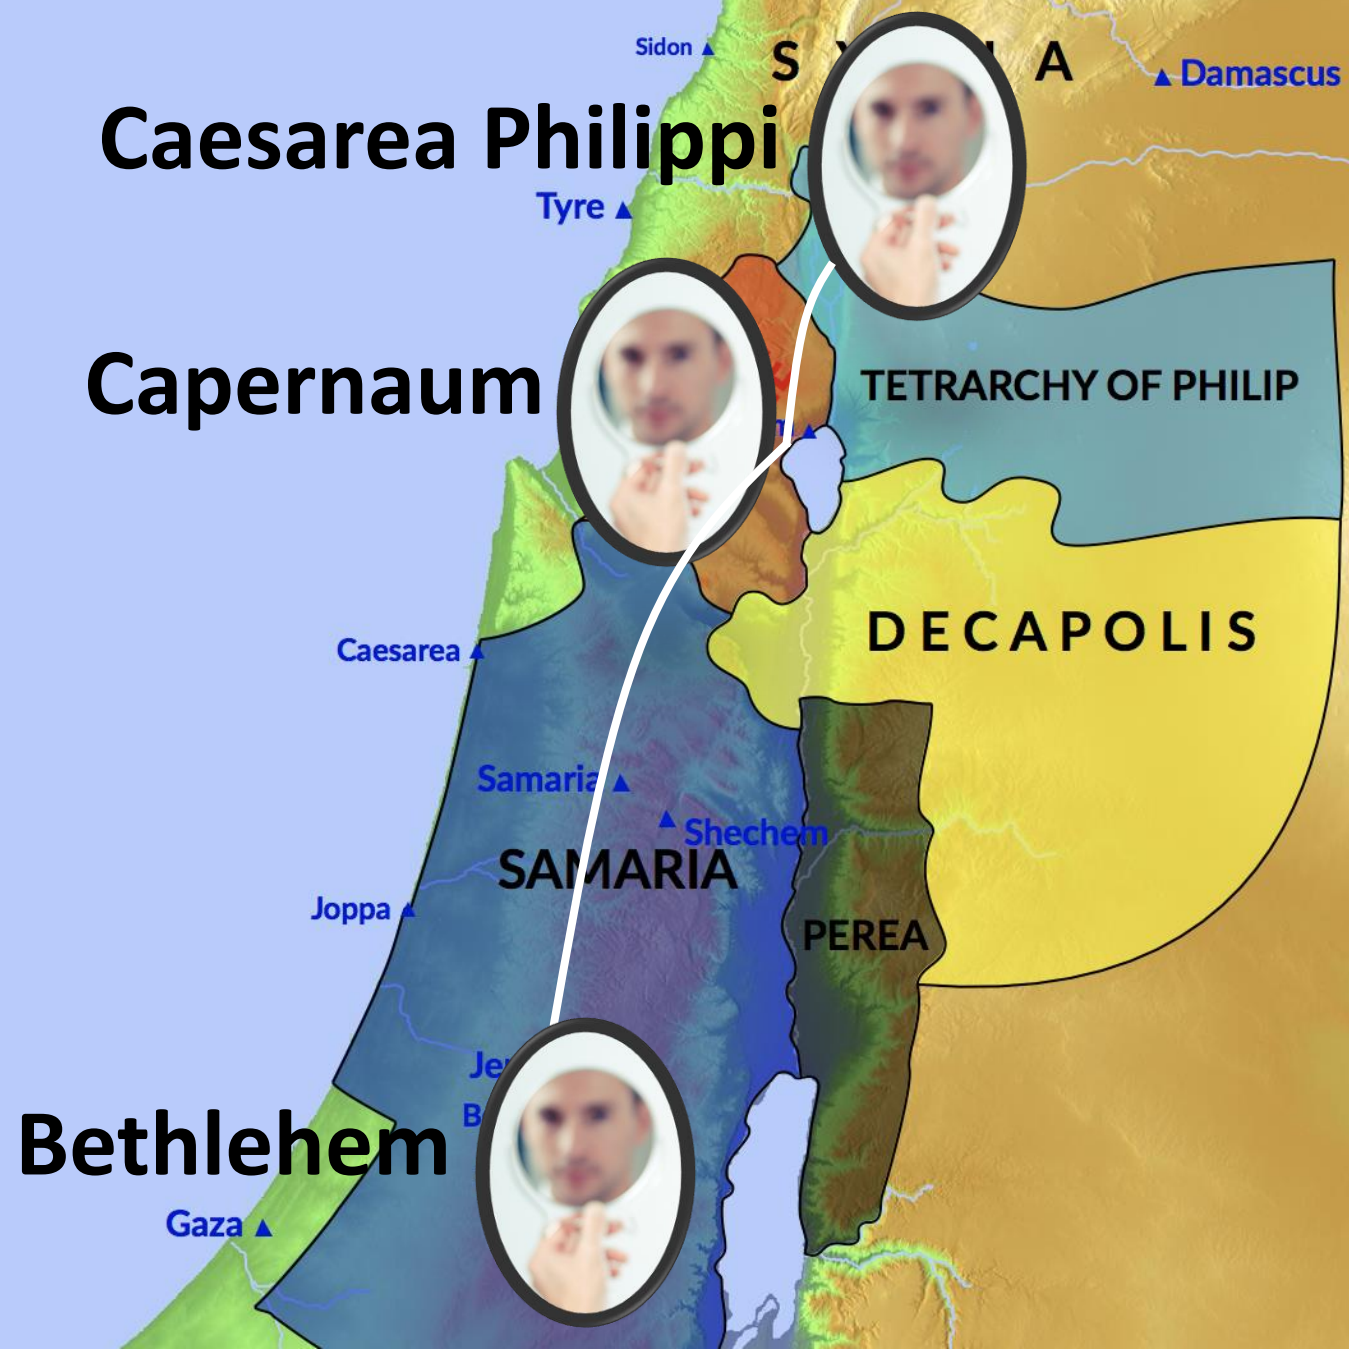 Sidon
S
A
Damascus
Caesarea Philippi
Tyre
Capernaum
TETRARCHY OF PHILIP
DECAPOLIS
Caesarea
Samaria
Shechem
SAMARIA
Joppa
PEREA
Bethlehem
Gaza